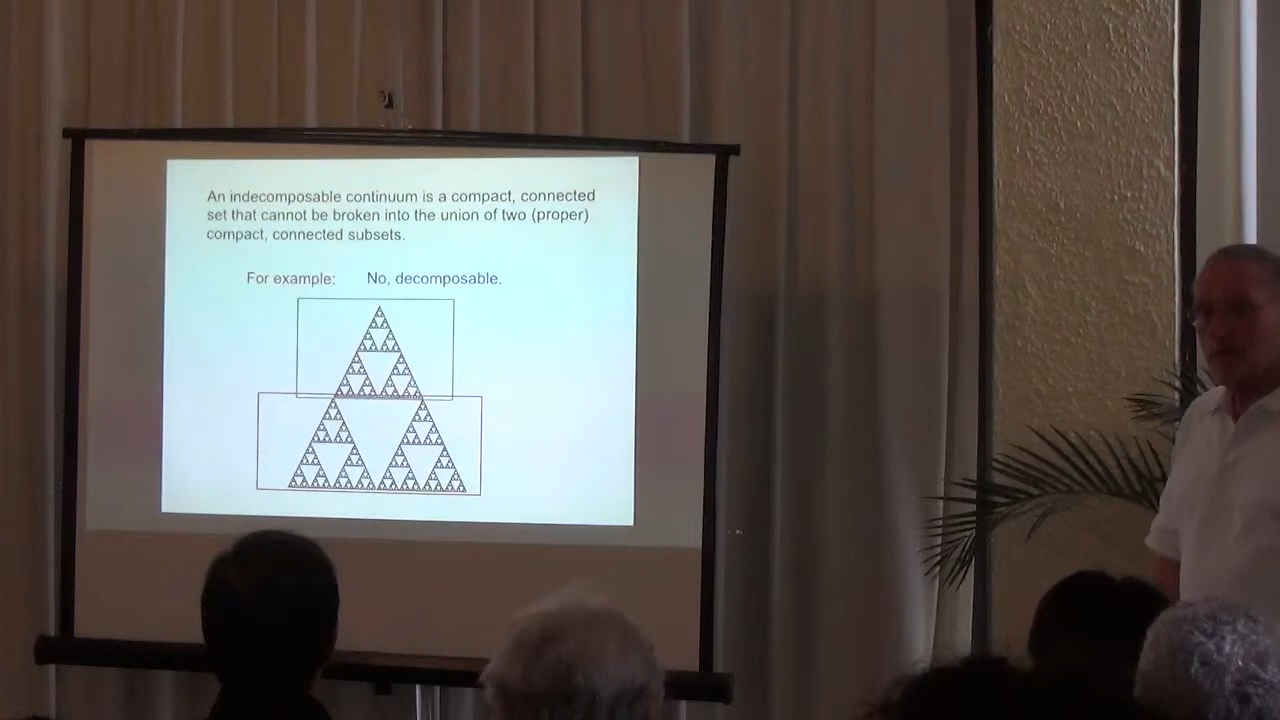 An indecomposable continuum is a compact, connected
set that cannot be broken into the union of two (proper)
compact, connected subsets.
For example: No, decomposable.